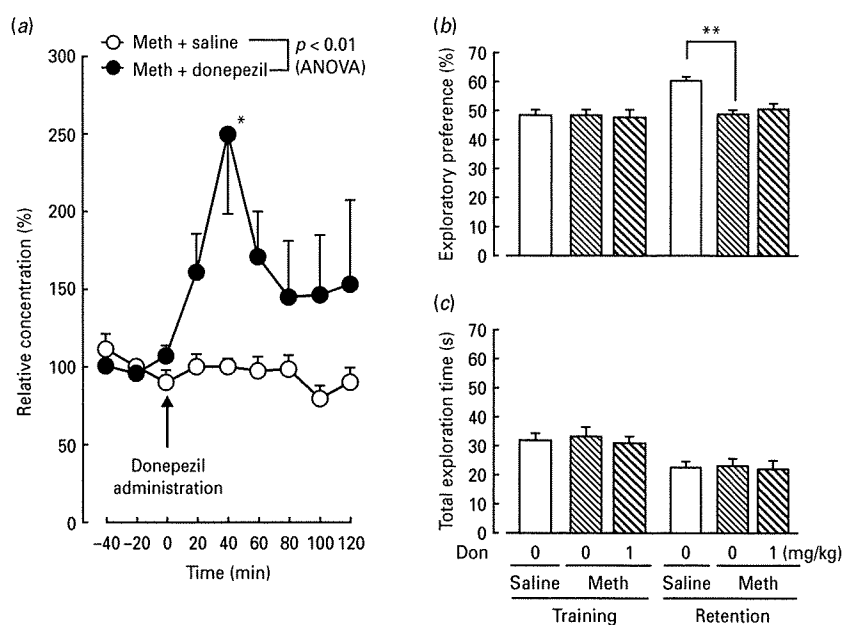 (a)
Meth + saline
Meth + donepezil
p < 0.01
(ANOVA)
Relative concentration (%)
300
250
200
150
100
50
0
*
Donepezil
administration
−40 −20 0 20 40 60 80 100 120
Time (min)
(b)
Exploratory preference (%)
70
60
50
40
30
20
10
0
**
(c)
Total exploration time (s)
70
60
50
40
30
20
10
0
Don 0 0 1 0 0 1 (mg/kg)
Saline Meth Saline Meth
Training Retention